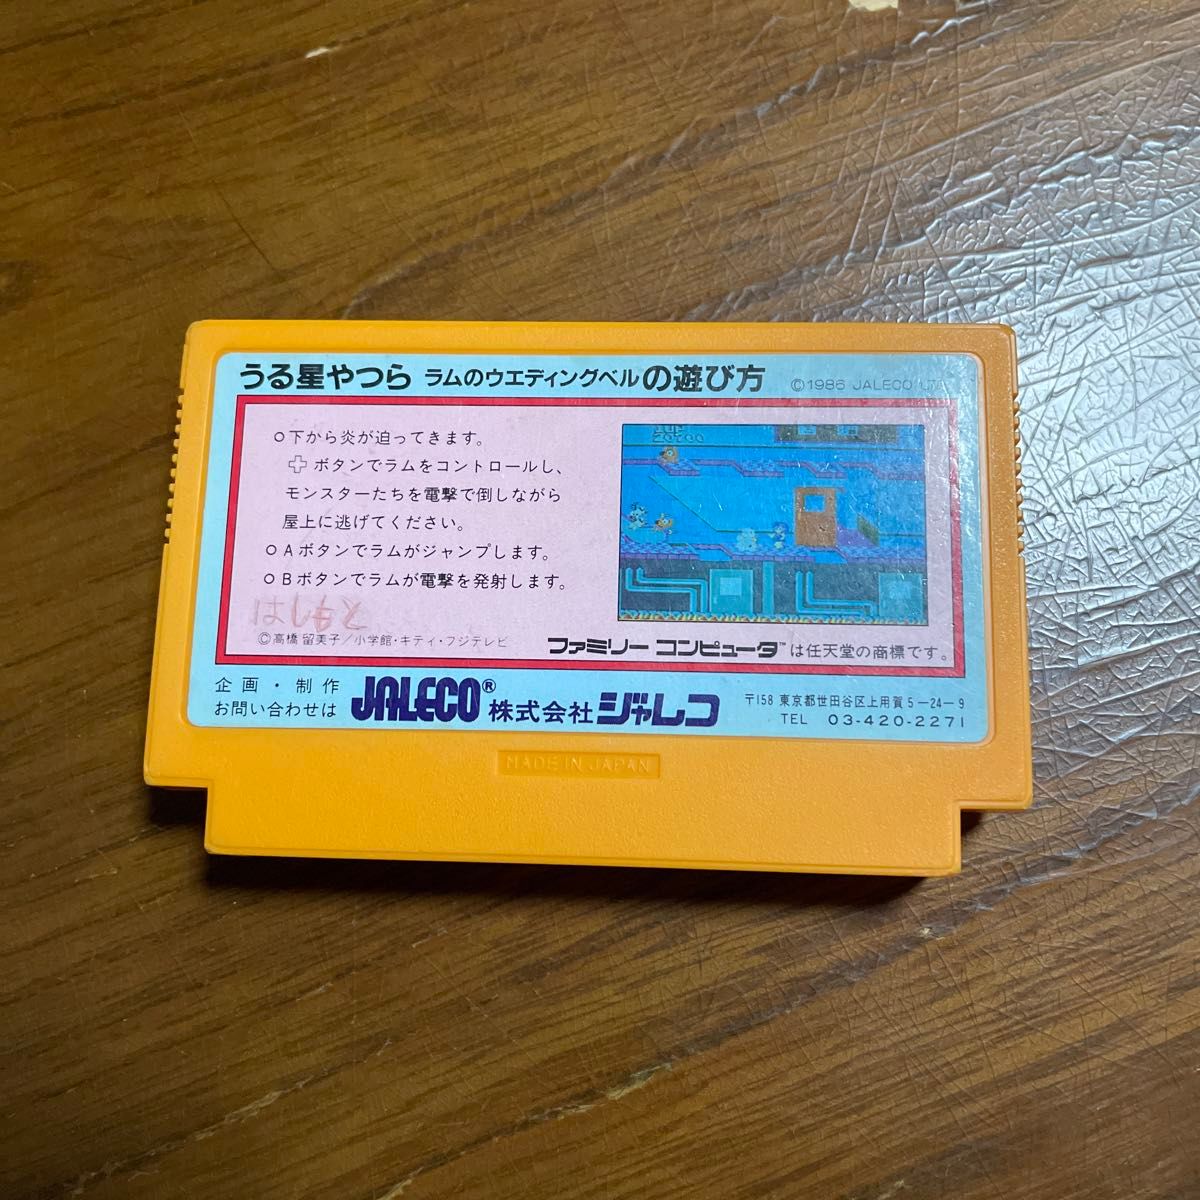 うる星やつら ラムのウエディングベルの遊び方 ©1986 JALECO LTD.
○下から炎が迫ってきます。
✚ボタンでラムをコントロールし、
モンスターたちを電撃で倒しながら
屋上に逃げてください。
○Aボタンでラムがジャンプします。
○Bボタンでラムが電撃を発射します。
©高橋留美子/小学館・キティ・フジテレビ
ファミリーコンピュータ™は任天堂の商標です。
企画・制作
お問い合わせは JALECO® 株式会社ジャレコ
〒158 東京都世田谷区上用賀5-24-9
TEL 03-420-2271
MADE IN JAPAN